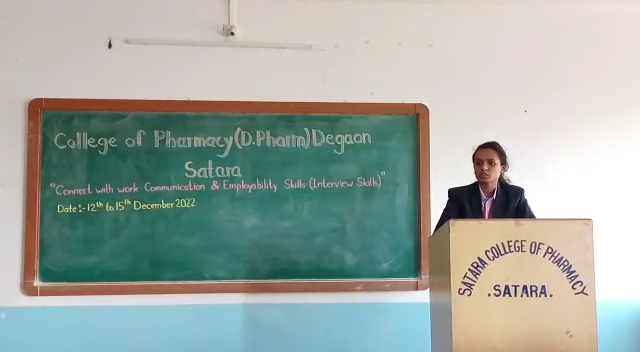 College of Pharmacy(D.Pharm)Degaon
Satara
"Connect with work Communication & Employability Skills (Interview Skills)"
Date:- 12th to 15th December 2022
SATARA COLLEGE OF PHARMACY
.SATARA.